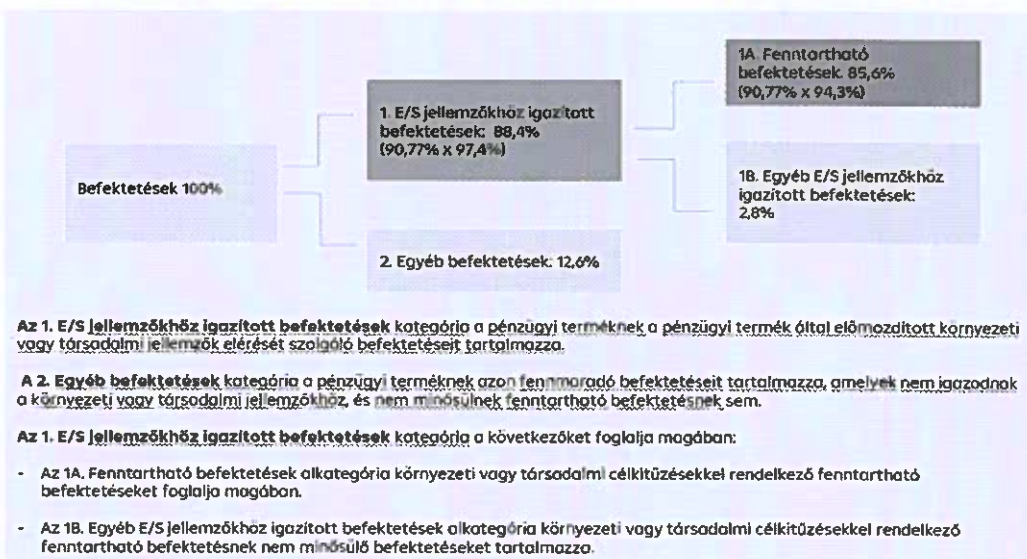 1A. Fenntartható
befektetések. 85,6%
(90,77% x 94,3%)
1. E/S jellemzőkhöz igazított
befektetések: 88,4%
(90,77% x 97,4%)
Befektetések 100%
1B. Egyéb E/S jellemzőkhöz
igazított befektetések:
2,8%
2. Egyéb befektetések: 12,6%
Az 1. E/S jellemzőkhöz igazított befektetések kategória a pénzügyi terméknek a pénzügyi termék által előmozdított környezeti
vagy társadalmi jellemzők elérését szolgáló befektetéseit tartalmazza.
A 2. Egyéb befektetések kategória a pénzügyi terméknek azon fennmaradó befektetéseit tartalmazza, amelyek nem igazodnak
a környezeti vagy társadalmi jellemzőkhöz, és nem minősülnek fenntartható befektetésnek sem.
Az 1. E/S jellemzőkhöz igazított befektetések kategória a következőket foglalja magában:
- Az 1A. Fenntartható befektetések alkategória környezeti vagy társadalmi célkitűzésekkel rendelkező fenntartható
befektetéseket foglalja magában.
- Az 1B. Egyéb E/S jellemzőkhöz igazított befektetések alkategória környezeti vagy társadalmi célkitűzésekkel rendelkező
fenntartható befektetésnek nem minősülő befektetéseket tartalmazza.